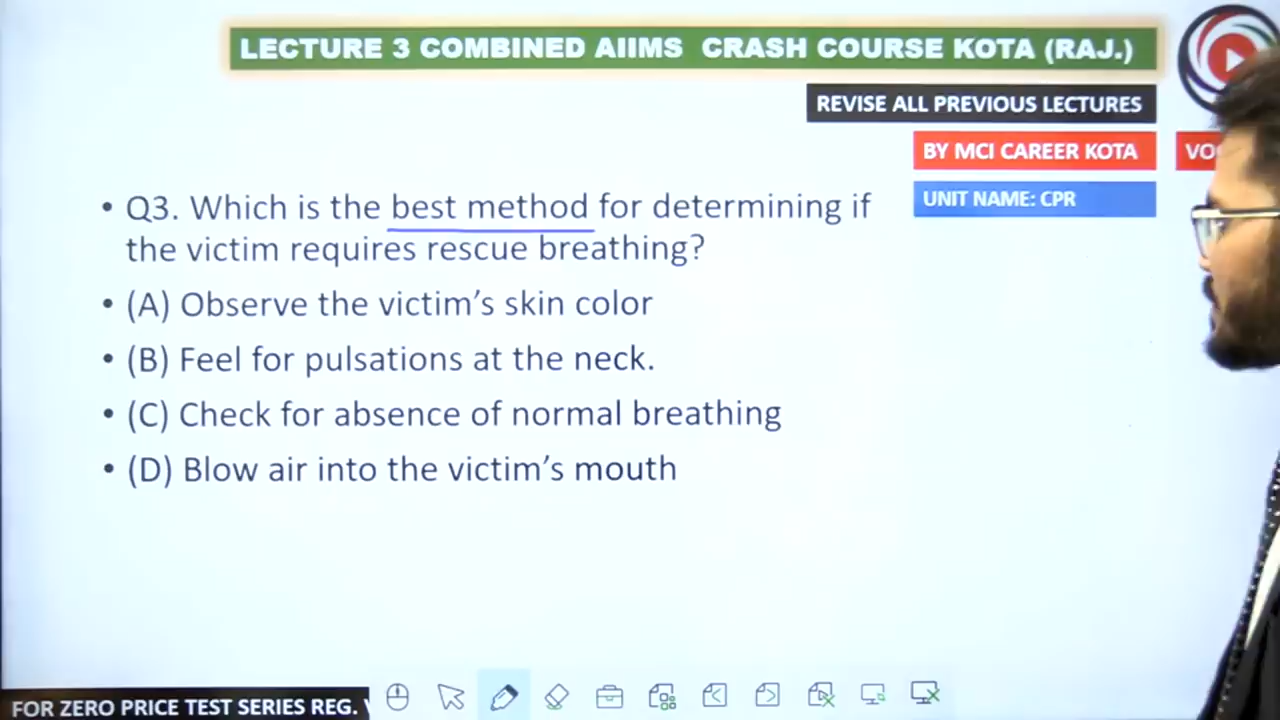 LECTURE 3 COMBINED AIIMS CRASH COURSE KOTA (RAJ.)
REVISE ALL PREVIOUS LECTURES
BY MCI CAREER KOTA
UNIT NAME: CPR
• Q3. Which is the best method for determining if
the victim requires rescue breathing?
• (A) Observe the victim’s skin color
• (B) Feel for pulsations at the neck.
• (C) Check for absence of normal breathing
• (D) Blow air into the victim’s mouth
FOR ZERO PRICE TEST SERIES REG.